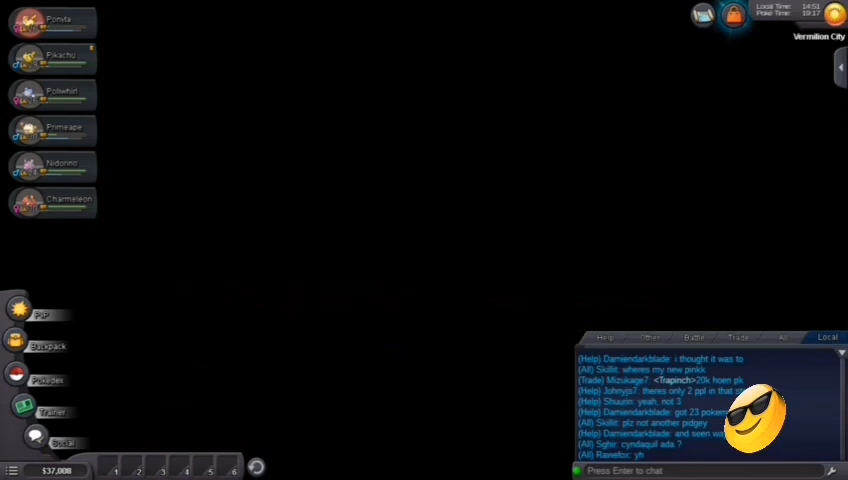 Ponyta
Pikachu
Poliwhirl
Primeape
Nidorino
Charmeleon
Local Time: 14:51
Poke Time: 19:17
Vermilion City
PvP
Backpack
Pokedex
Trainer
Social
$37,008
1 2 3 4 5 6
Help Other Battle Trade All Local
(Help) Damiendarkblade: i thought it was to
(All) Skillit: wheres my new pinkk
(Trade) Mizukage7: <Trapinch>20k hoen pk
(Help) Johnyjs7: theres only 2 ppl in that st
(Help) Shuurin: yeah, not 3
(Help) Damiendarkblade: got 23 pokem
(All) Skillit: plz not another pidgey
(Help) Damiendarkblade: and seen
(All) Sghir: cyndaquil ada ?
(All) Rawefox: yh
Press Enter to chat